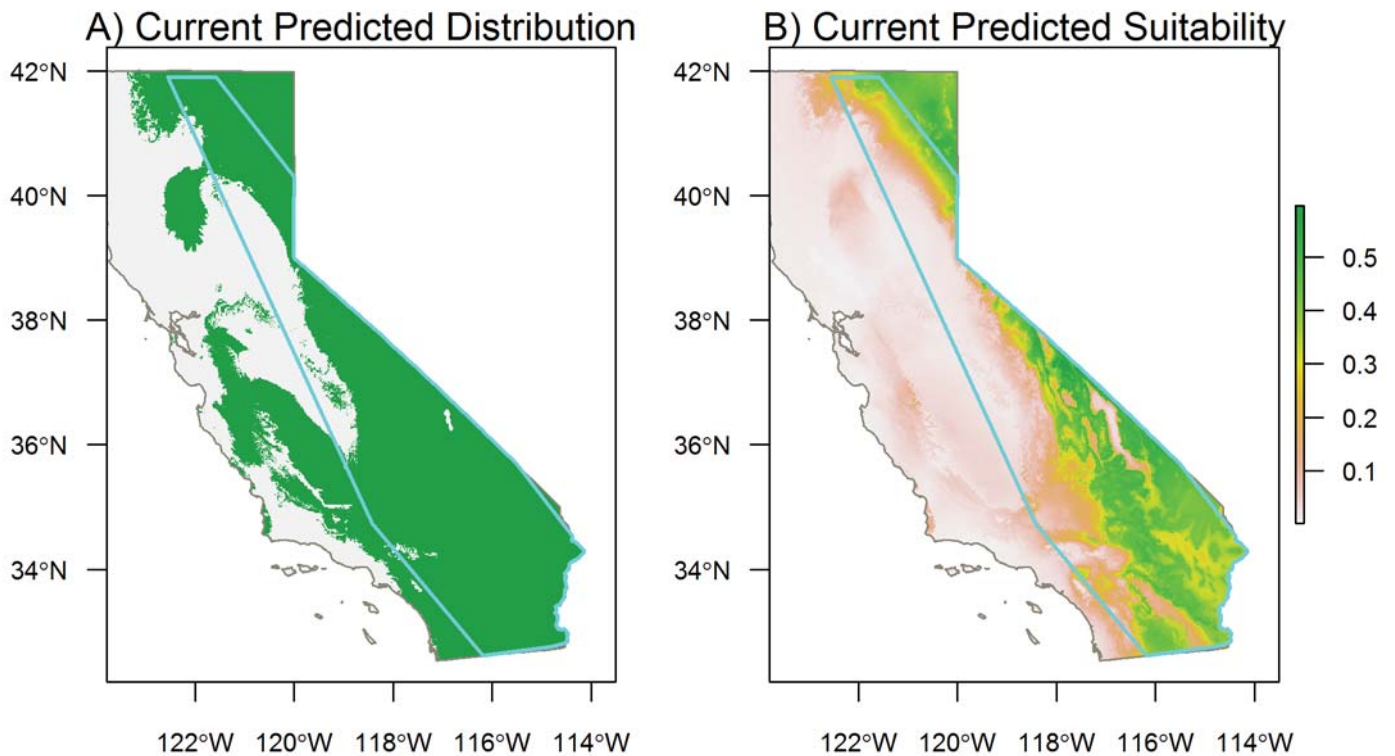 A) Current Predicted Distribution
B) Current Predicted Suitability
42°N
40°N
38°N
36°N
34°N
122°W 120°W 118°W 116°W 114°W
42°N
40°N
38°N
36°N
34°N
122°W 120°W 118°W 116°W 114°W
0.5
0.4
0.3
0.2
0.1